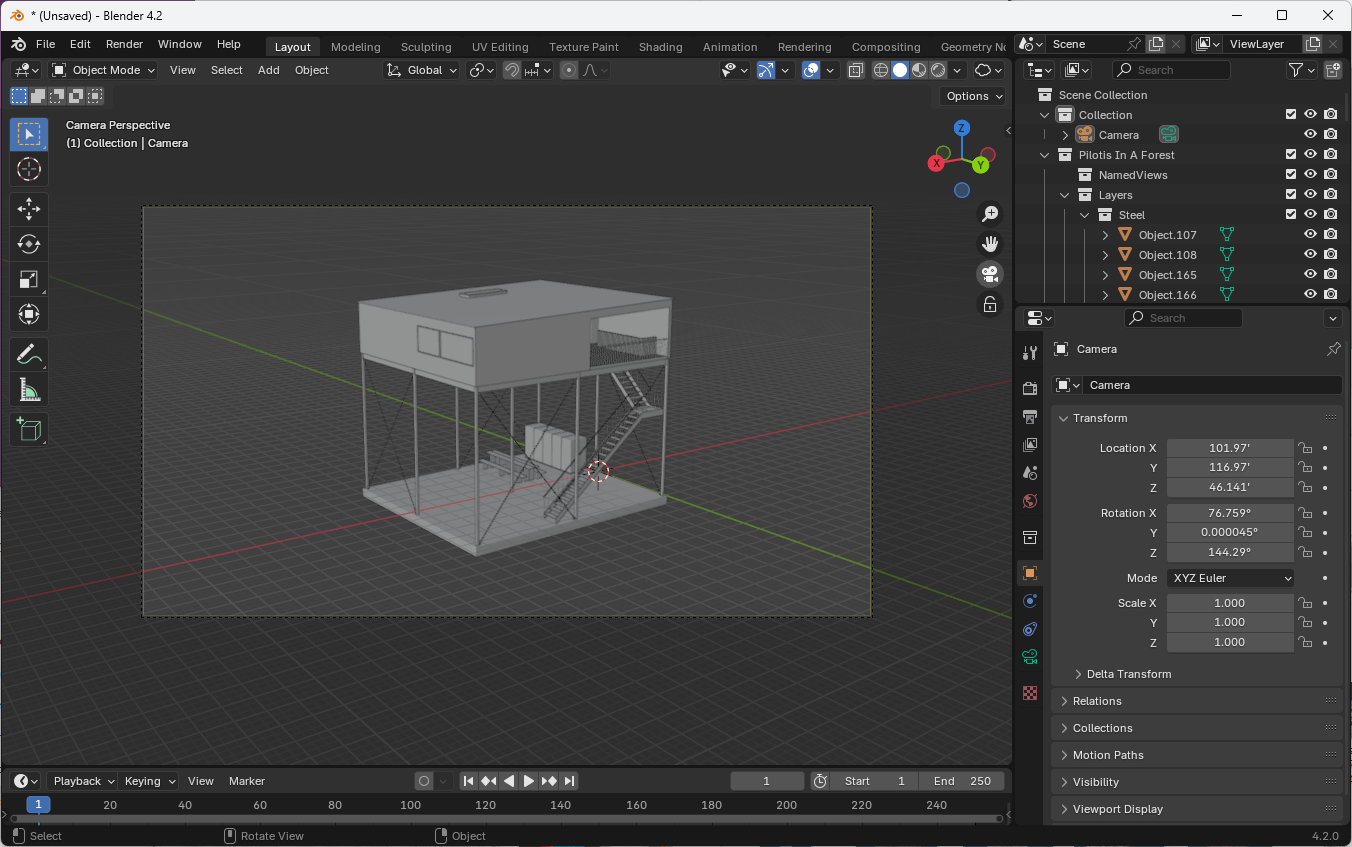 * (Unsaved) - Blender 4.2
File Edit Render Window Help Layout Modeling Sculpting UV Editing Texture Paint Shading Animation Rendering Compositing Geometry No Scene ViewLayer
Object Mode View Select Add Object Global Search
Options
Camera Perspective
(1) Collection | Camera
Z
X
Y
Scene Collection
Collection
Camera
Pilotis In A Forest
NamedViews
Layers
Steel
Object.107
Object.108
Object.165
Object.166
Search
Camera
Camera
Transform
Location X 101.97'
Y 116.97'
Z 46.141'
Rotation X 76.759°
Y 0.000045°
Z 144.29°
Mode XYZ Euler
Scale X 1.000
Y 1.000
Z 1.000
Delta Transform
Relations
Collections
Motion Paths
Visibility
Viewport Display
Playback Keying View Marker 1 Start 1 End 250
1 20 40 60 80 100 120 140 160 180 200 220 240
Select Rotate View Object 4.2.0